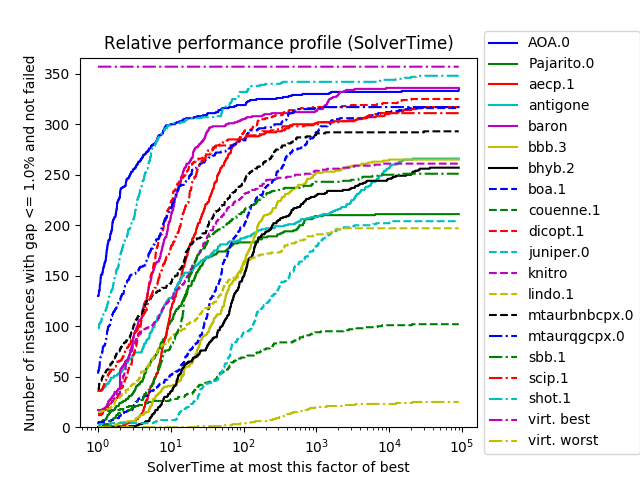 Relative performance profile (SolverTime)
Number of instances with gap <= 1.0% and not failed
350
300
250
200
150
100
50
0
10^0 10^1 10^2 10^3 10^4 10^5
SolverTime at most this factor of best
AOA.0
Pajarito.0
aecp.1
antigone
baron
bbb.3
bhyb.2
boa.1
couenne.1
dicopt.1
juniper.0
knitro
lindo.1
mtaurbnbcpx.0
mtaurqgcpx.0
sbb.1
scip.1
shot.1
virt. best
virt. worst